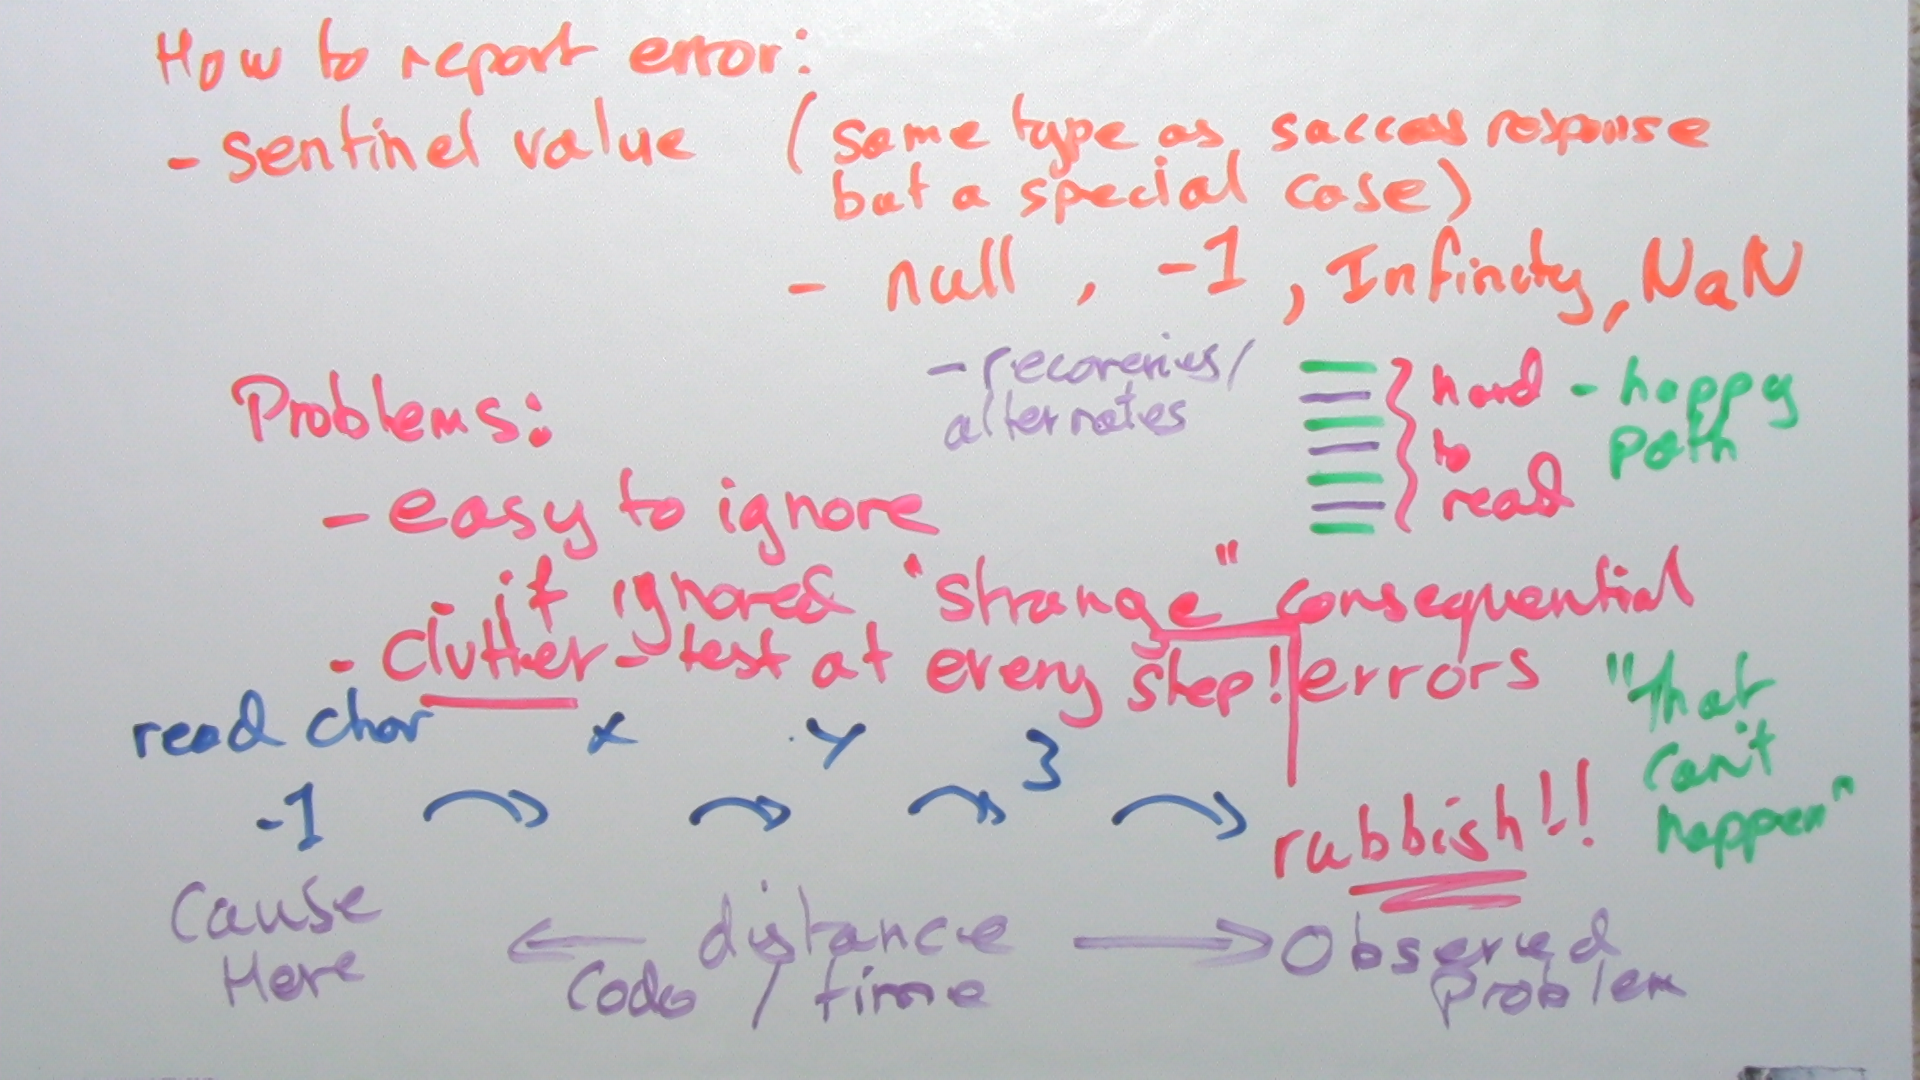 How to report error:
- sentinel value (same type as success response
but a special case)
- null, -1, Infinity, NaN
- recoveries/
alternates
hard
to
read
- happy
path
Problems:
- easy to ignore
if ignored "strange" consequential
errors
- clutter - test at every step!
read char x y 3
-1
rubbish!!
"That
can't
happen"
Cause
Here
distance
code / time
Observed
Problem